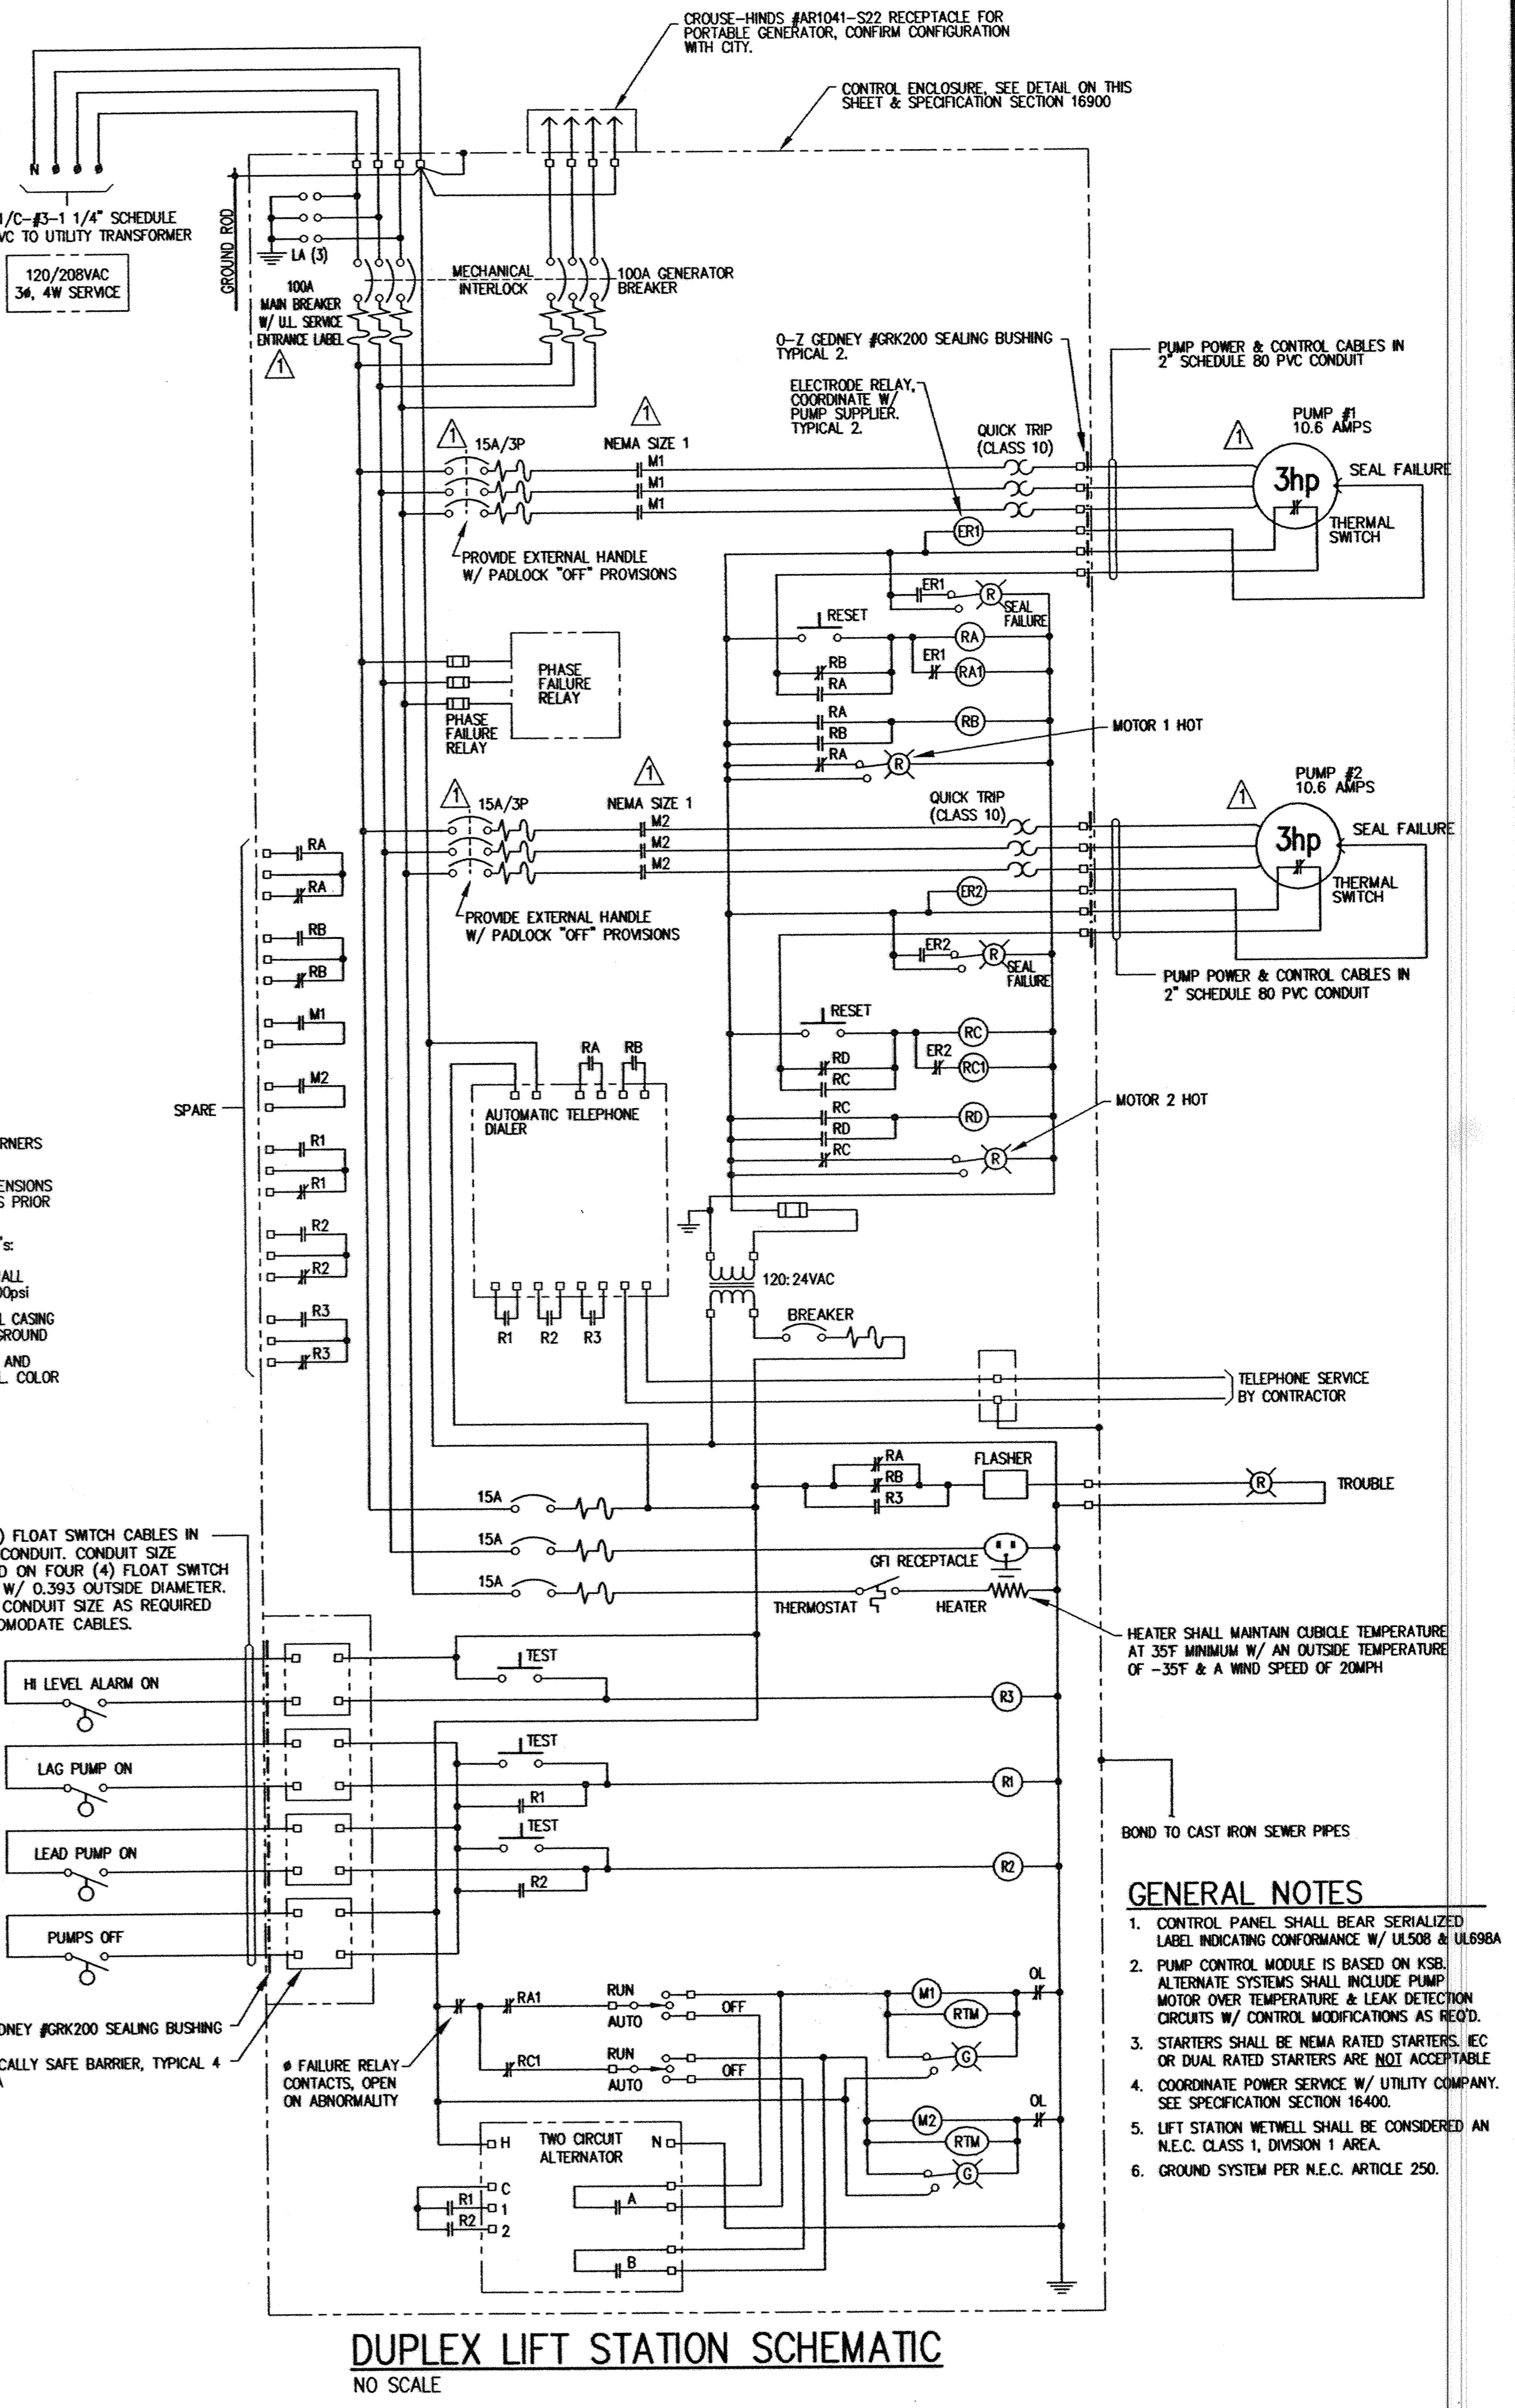 CROUSE-HINDS #AR1041-S22 RECEPTACLE FOR
PORTABLE GENERATOR, CONFIRM CONFIGURATION
WITH CITY.
CONTROL ENCLOSURE, SEE DETAIL ON THIS
SHEET & SPECIFICATION SECTION 16900
N ø ø ø
1/C-#3-1 1/4" SCHEDULE
VC TO UTILITY TRANSFORMER
120/208VAC
3ø, 4W SERVICE
GROUND ROD
LA (3)
100A
MAIN BREAKER
W/ U.L. SERVICE
ENTRANCE LABEL
1
MECHANICAL
INTERLOCK
100A GENERATOR
BREAKER
O-Z GEDNEY #GRK200 SEALING BUSHING
TYPICAL 2.
PUMP POWER & CONTROL CABLES IN
2" SCHEDULE 80 PVC CONDUIT
ELECTRODE RELAY,
COORDINATE W/
PUMP SUPPLIER.
TYPICAL 2.
1
15A/3P
1
NEMA SIZE 1
M1
M1
M1
QUICK TRIP
(CLASS 10)
1
PUMP #1
10.6 AMPS
3hp
SEAL FAILURE
THERMAL
SWITCH
ER1
PROVIDE EXTERNAL HANDLE
W/ PADLOCK "OFF" PROVISIONS
ER1
R
SEAL
FAILURE
RESET
RA
RB
ER1
RA1
RA
PHASE
FAILURE
RELAY
PHASE
FAILURE
RELAY
RA
RB
RB
RA
R
MOTOR 1 HOT
1
15A/3P
1
NEMA SIZE 1
M2
M2
M2
QUICK TRIP
(CLASS 10)
1
PUMP #2
10.6 AMPS
3hp
SEAL FAILURE
THERMAL
SWITCH
ER2
PROVIDE EXTERNAL HANDLE
W/ PADLOCK "OFF" PROVISIONS
ER2
R
SEAL
FAILURE
PUMP POWER & CONTROL CABLES IN
2" SCHEDULE 80 PVC CONDUIT
RA
RA
RB
RB
M1
M2
SPARE
R1
R1
R2
R2
R3
R3
RESET
RC
RD
ER2
RC1
RC
RC
RD
RD
RC
R
MOTOR 2 HOT
RA
RB
AUTOMATIC TELEPHONE
DIALER
R1
R2
R3
RNERS
ENSIONS
S PRIOR
's:
ALL
00psi
L CASING
GROUND
AND
L. COLOR
120:24VAC
BREAKER
TELEPHONE SERVICE
BY CONTRACTOR
RA
RB
R3
FLASHER
R
TROUBLE
15A
15A
15A
GFI RECEPTACLE
THERMOSTAT
HEATER
HEATER SHALL MAINTAIN CUBICLE TEMPERATURE
AT 35°F MINIMUM W/ AN OUTSIDE TEMPERATURE
OF -35°F & A WIND SPEED OF 20MPH
) FLOAT SWITCH CABLES IN
CONDUIT. CONDUIT SIZE
D ON FOUR (4) FLOAT SWITCH
W/ 0.393 OUTSIDE DIAMETER.
CONDUIT SIZE AS REQUIRED
OMODATE CABLES.
HI LEVEL ALARM ON
TEST
R3
LAG PUMP ON
TEST
R1
R1
LEAD PUMP ON
TEST
R2
R2
PUMPS OFF
BOND TO CAST IRON SEWER PIPES
DNEY #GRK200 SEALING BUSHING
CALLY SAFE BARRIER, TYPICAL 4
ø FAILURE RELAY
CONTACTS, OPEN
ON ABNORMALITY
RA1
RUN
AUTO
OFF
M1
RTM
G
OL
RC1
RUN
AUTO
OFF
M2
RTM
G
OL
H
TWO CIRCUIT
ALTERNATOR
N
C
R1
1
R2
2
A
B
GENERAL NOTES
1. CONTROL PANEL SHALL BEAR SERIALIZED
LABEL INDICATING CONFORMANCE W/ UL508 & UL698A
2. PUMP CONTROL MODULE IS BASED ON KSB.
ALTERNATE SYSTEMS SHALL INCLUDE PUMP
MOTOR OVER TEMPERATURE & LEAK DETECTION
CIRCUITS W/ CONTROL MODIFICATIONS AS REQ'D.
3. STARTERS SHALL BE NEMA RATED STARTERS. IEC
OR DUAL RATED STARTERS ARE NOT ACCEPTABLE
4. COORDINATE POWER SERVICE W/ UTILITY COMPANY.
SEE SPECIFICATION SECTION 16400.
5. LIFT STATION WETWELL SHALL BE CONSIDERED AN
N.E.C. CLASS 1, DIVISION 1 AREA.
6. GROUND SYSTEM PER N.E.C. ARTICLE 250.
DUPLEX LIFT STATION SCHEMATIC
NO SCALE